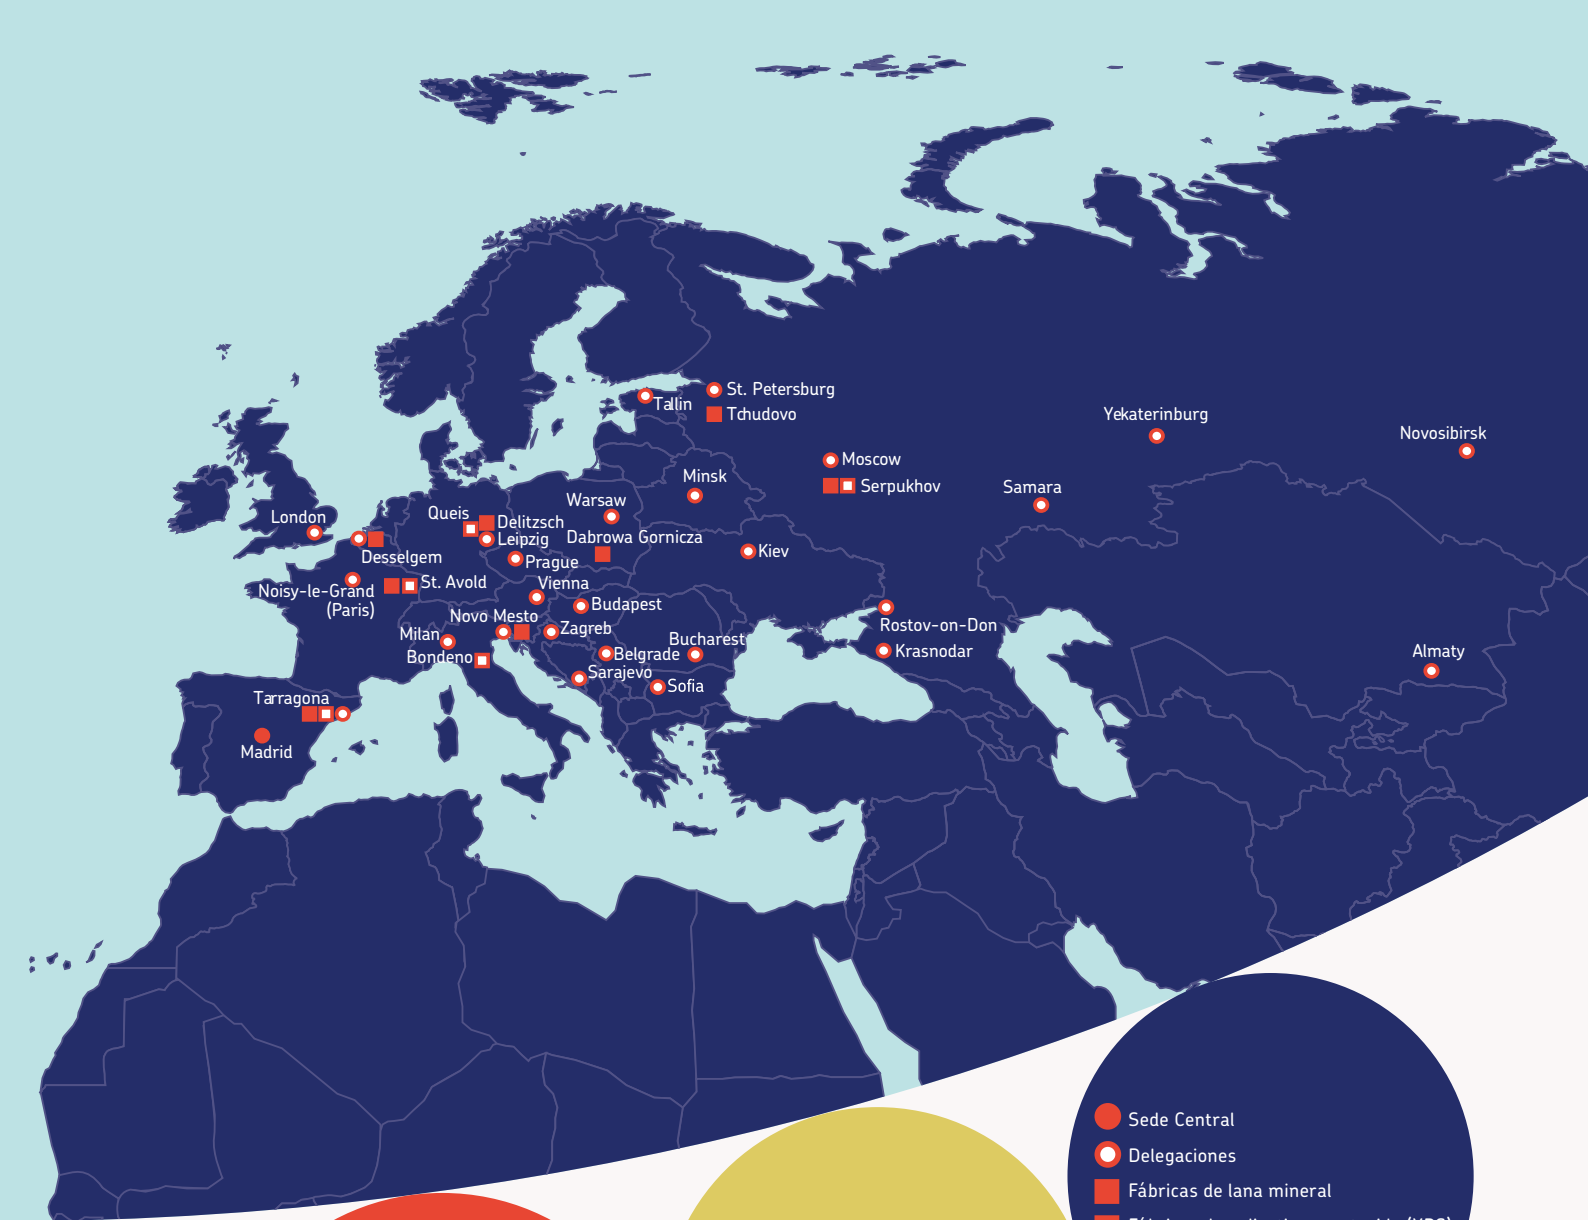 St. Petersburg
Tallin
Tchudovo
Yekaterinburg
Novosibirsk
Moscow
Minsk
Serpukhov
Samara
Warsaw
Queis
London
Delitzsch
Leipzig
Dabrowa Gornicza
Desselgem
Prague
Kiev
St. Avold
Vienna
Noisy-le-Grand
(Paris)
Budapest
Novo Mesto
Rostov-on-Don
Zagreb
Milan
Bucharest
Bondeno
Belgrade
Krasnodar
Almaty
Sarajevo
Sofia
Tarragona
Madrid
Sede Central
Delegaciones
Fábricas de lana mineral